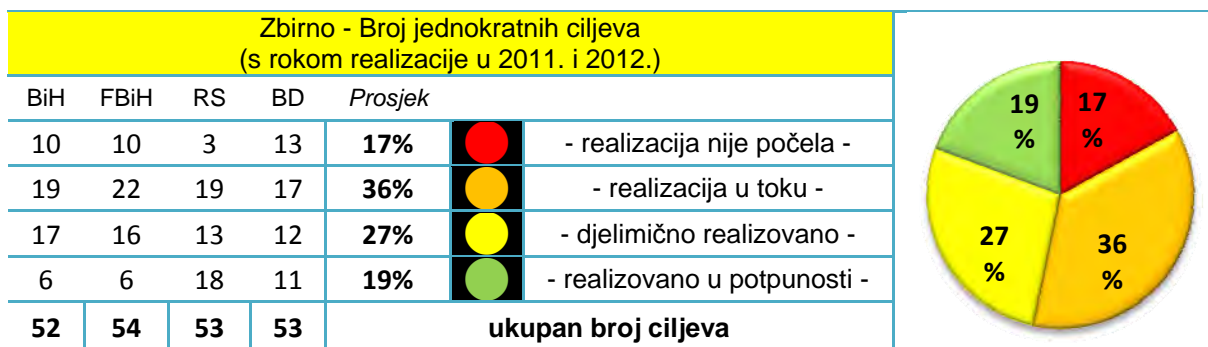 Zbirno - Broj jednokratnih ciljeva
(s rokom realizacije u 2011. i 2012.)
BiH FBiH RS BD Prosjek
10 10 3 13 17% - realizacija nije počela -
19 22 19 17 36% - realizacija u toku -
17 16 13 12 27% - djelimično realizovano -
6 6 18 11 19% - realizovano u potpunosti -
52 54 53 53 ukupan broj ciljeva
19 %
17 %
27 %
36 %